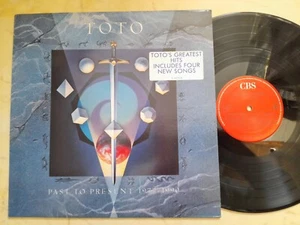 TOTO
TOTO'S GREATEST
HITS
INCLUDES FOUR
NEW SONGS
PAST TO PRESENT 1977-1990
CBS